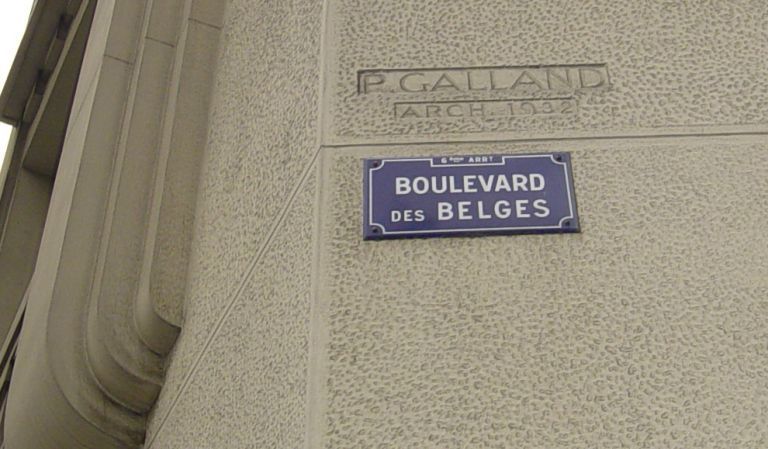 P. GALLAND
ARCH. 1932
6ème ARRT
BOULEVARD
DES BELGES